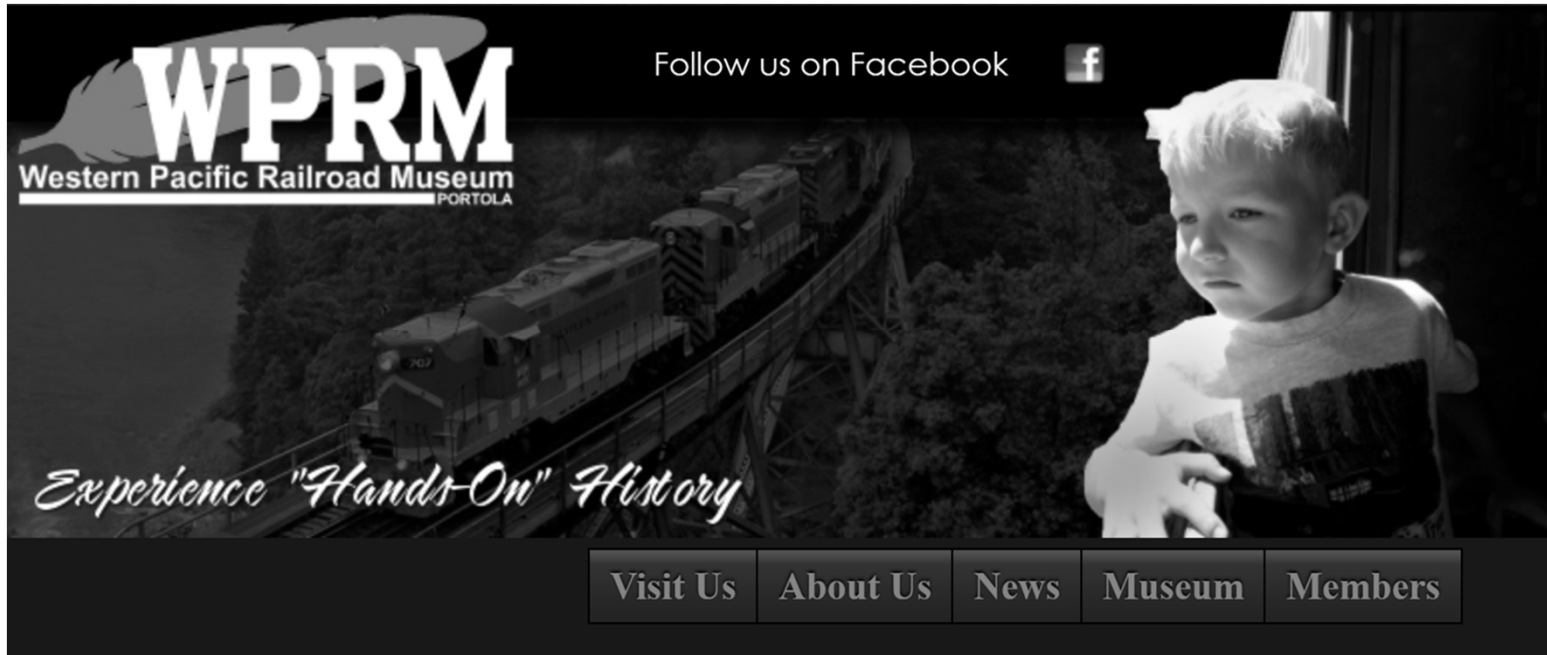 WPRM
Western Pacific Railroad Museum
PORTOLA
Follow us on Facebook
f
707
Experience "Hands-On" History
Visit Us
About Us
News
Museum
Members